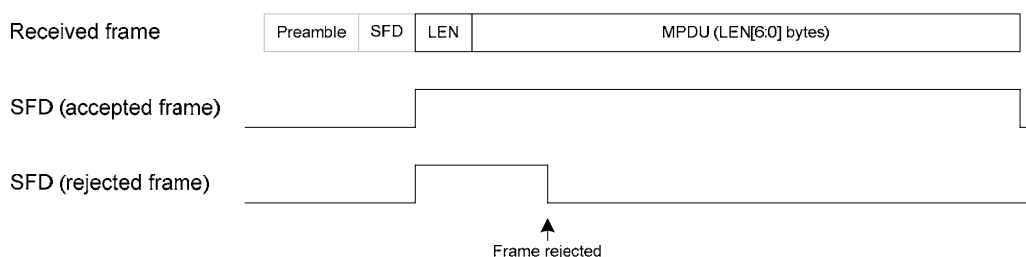 Received frame
Preamble SFD LEN MPDU (LEN[6:0] bytes)
SFD (accepted frame)
SFD (rejected frame)
Frame rejected